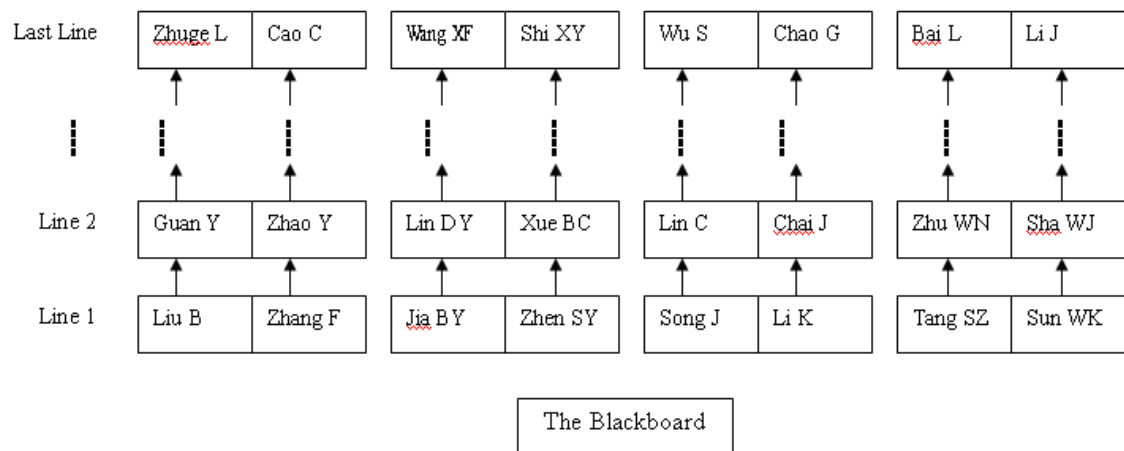 Last Line Zhuge L Cao C Wang XF Shi XY Wu S Chao G Bai L Li J
Line 2 Guan Y Zhao Y Lin D Y Xue BC Lin C Chai J Zhu WN Sha WJ
Line 1 Liu B Zhang F Jia B Y Zhen SY Song J Li K Tang SZ Sun WK
The Blackboard